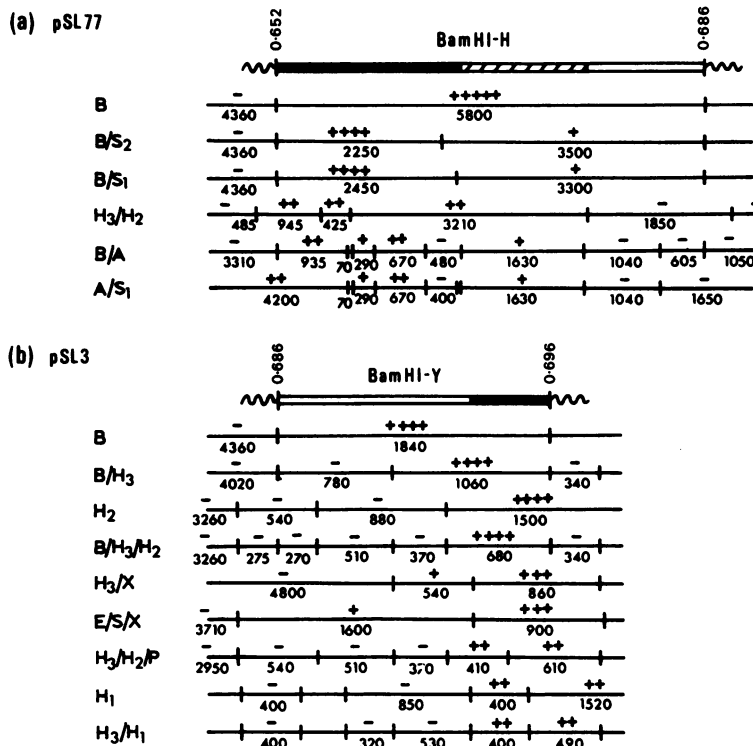 (a) pSL77
0·652
BamHI-H
0·686
B
− +++++
4360 5800
B/S₂
− ++++ +
4360 2250 3500
B/S₁
− ++++ +
4360 2450 3300
H₃/H₂
− ++ ++ ++ −
485 945 425 3210 1850
B/A
− ++ + ++ − + − − −
3310 935 70 290 670 480 1630 1040 605 1050
A/S₁
++ + ++ − + − −
4200 70 290 670 400 1630 1040 1650
(b) pSL3
0·686
BamHI-Y
0·696
B
− ++++
4360 1840
B/H₃
− − ++++ −
4020 780 1060 340
H₂
− − − ++++
3260 540 880 1500
B/H₃/H₂
− − − − − ++++ −
3260 275 270 510 370 680 340
H₃/X
− + +++
4800 540 860
E/S/X
− + +++
3710 1600 900
H₃/H₂/P
− − − − ++ ++
2950 540 510 370 410 610
H₁
− − ++ ++
400 850 400 1520
H₃/H₁
− − − ++ ++
400 320 530 400 490